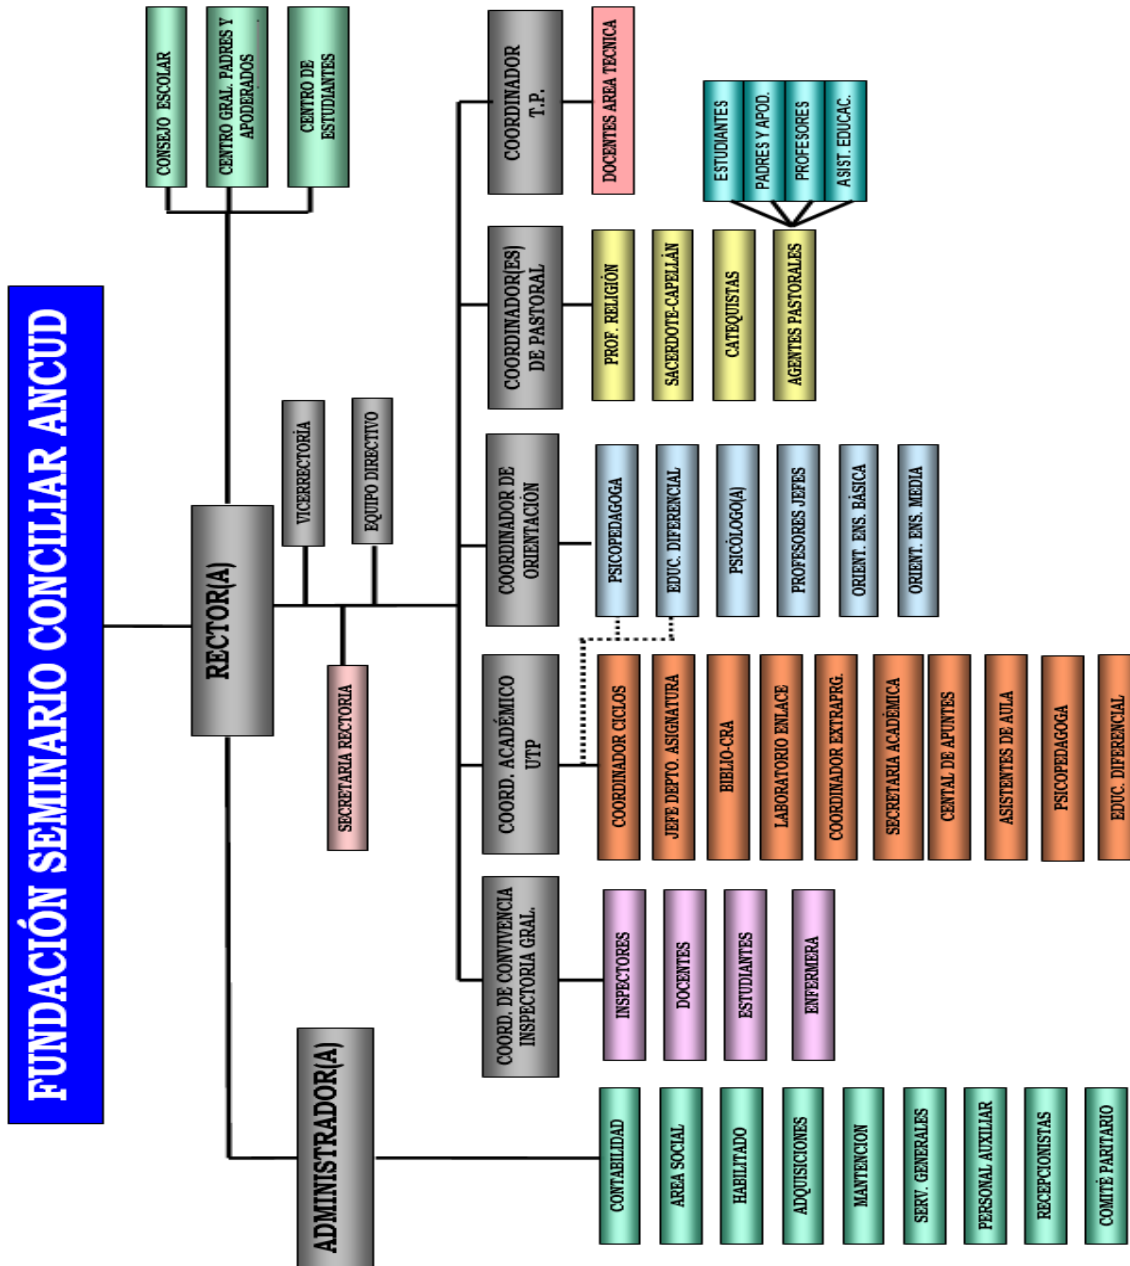 FUNDACIÓN SEMINARIO CONCILIAR ANCUD
RECTOR(A)
CONSEJO ESCOLAR
CENTRO GRAL. PADRES Y
APODERADOS
CENTRO DE
ESTUDIANTES
ADMINISTRADOR(A)
VICERRECTORÍA
SECRETARIA RECTORIA
EQUIPO DIRECTIVO
COORD. DE CONVIVENCIA
INSPECTORIA GRAL.
COORD. ACADÉMICO
UTP
COORDINADOR DE
ORIENTACIÓN
COORDINADOR(ES)
DE PASTORAL
COORDINADOR
T.P.
CONTABILIDAD
AREA SOCIAL
HABILITADO
ADQUISICIONES
MANTENCION
SERV. GENERALES
PERSONAL AUXILIAR
RECEPCIONISTAS
COMITÉ PARITARIO
INSPECTORES
DOCENTES
ESTUDIANTES
ENFERMERA
COORDINADOR CICLOS
JEFE DEPTO. ASIGNATURA
BIBLIO-CRA
LABORATORIO ENLACE
COORDINADOR EXTRAPRG.
SECRETARIA ACADÉMICA
CENTAL DE APUNTES
ASISTENTES DE AULA
PSICOPEDAGOGA
EDUC. DIFERENCIAL
PSICOPEDAGOGA
EDUC. DIFERENCIAL
PSICÓLOGO(A)
PROFESORES JEFES
ORIENT. ENS. BÁSICA
ORIENT. ENS. MEDIA
PROF. RELIGIÓN
SACERDOTE-CAPELLÁN
CATEQUISTAS
AGENTES PASTORALES
DOCENTES AREA TECNICA
ESTUDIANTES
PADRES Y APOD.
PROFESORES
ASIST. EDUCAC.